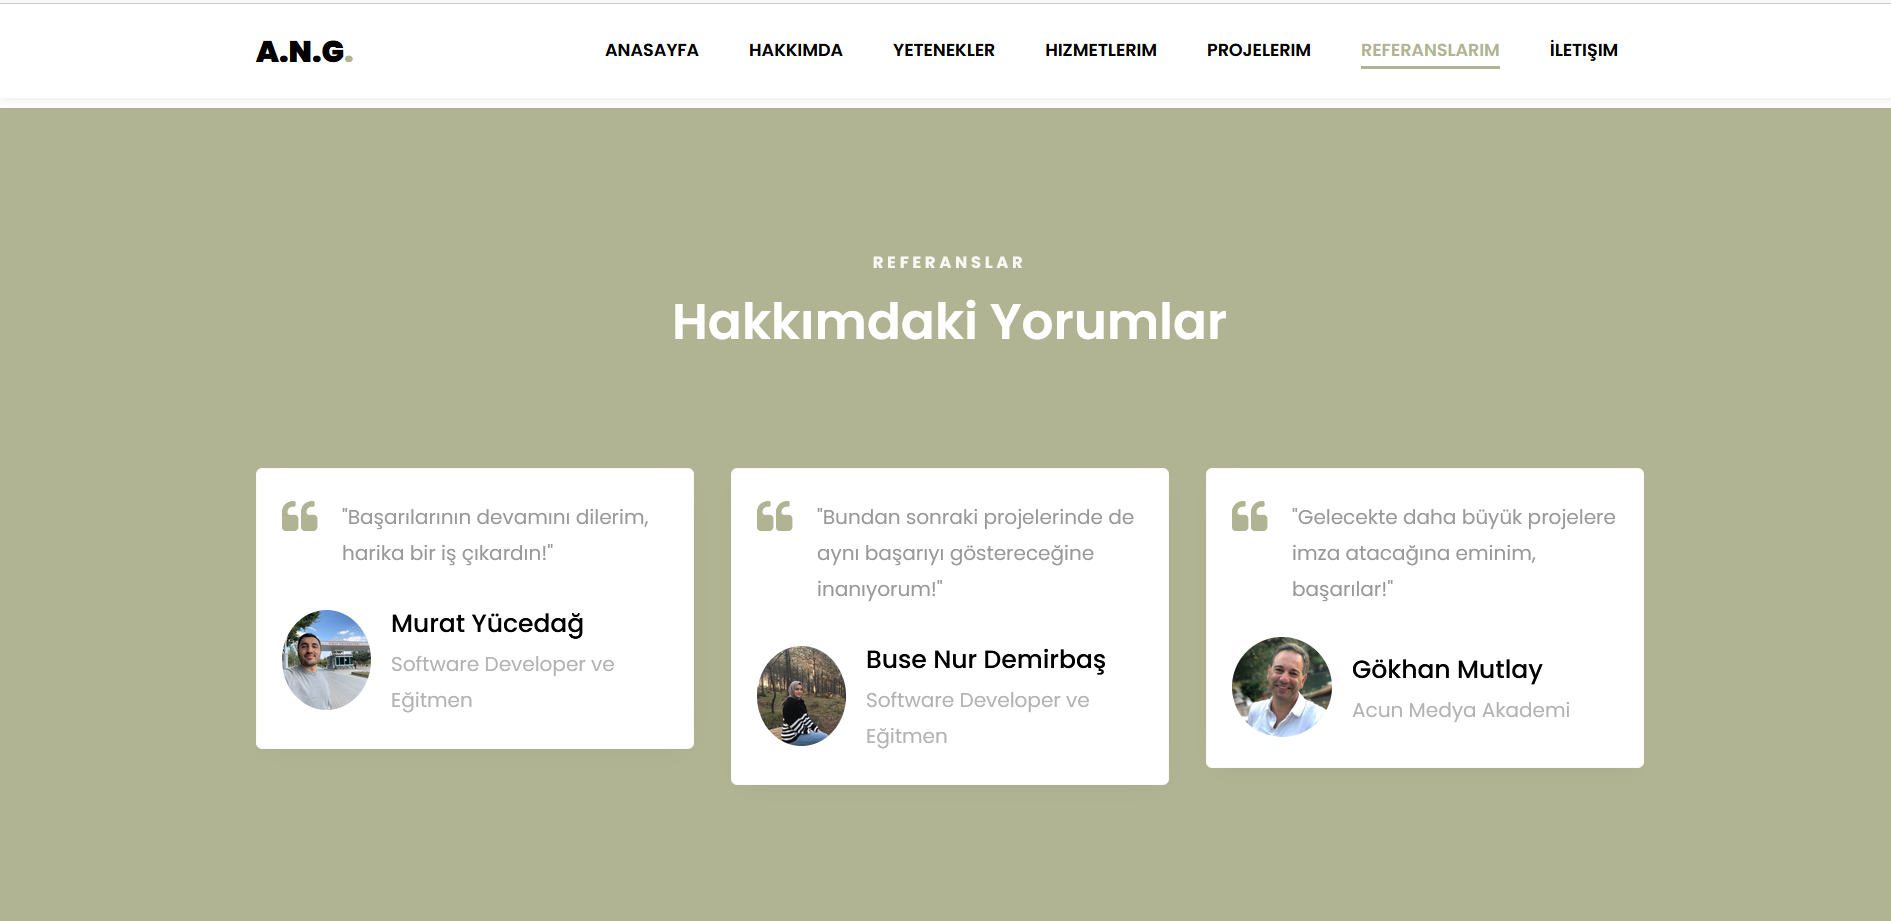 A.N.G.
ANASAYFA
HAKKIMDA
YETENEKLER
HIZMETLERIM
PROJELERIM
REFERANSLARIM
İLETIŞIM
REFERANSLAR
Hakkımdaki Yorumlar
"Başarılarının devamını dilerim,
harika bir iş çıkardın!"
Murat Yücedağ
Software Developer ve
Eğitmen
"Bundan sonraki projelerinde de
aynı başarıyı göstereceğine
inanıyorum!"
Buse Nur Demirbaş
Software Developer ve
Eğitmen
"Gelecekte daha büyük projelere
imza atacağına eminim,
başarılar!"
Gökhan Mutlay
Acun Medya Akademi